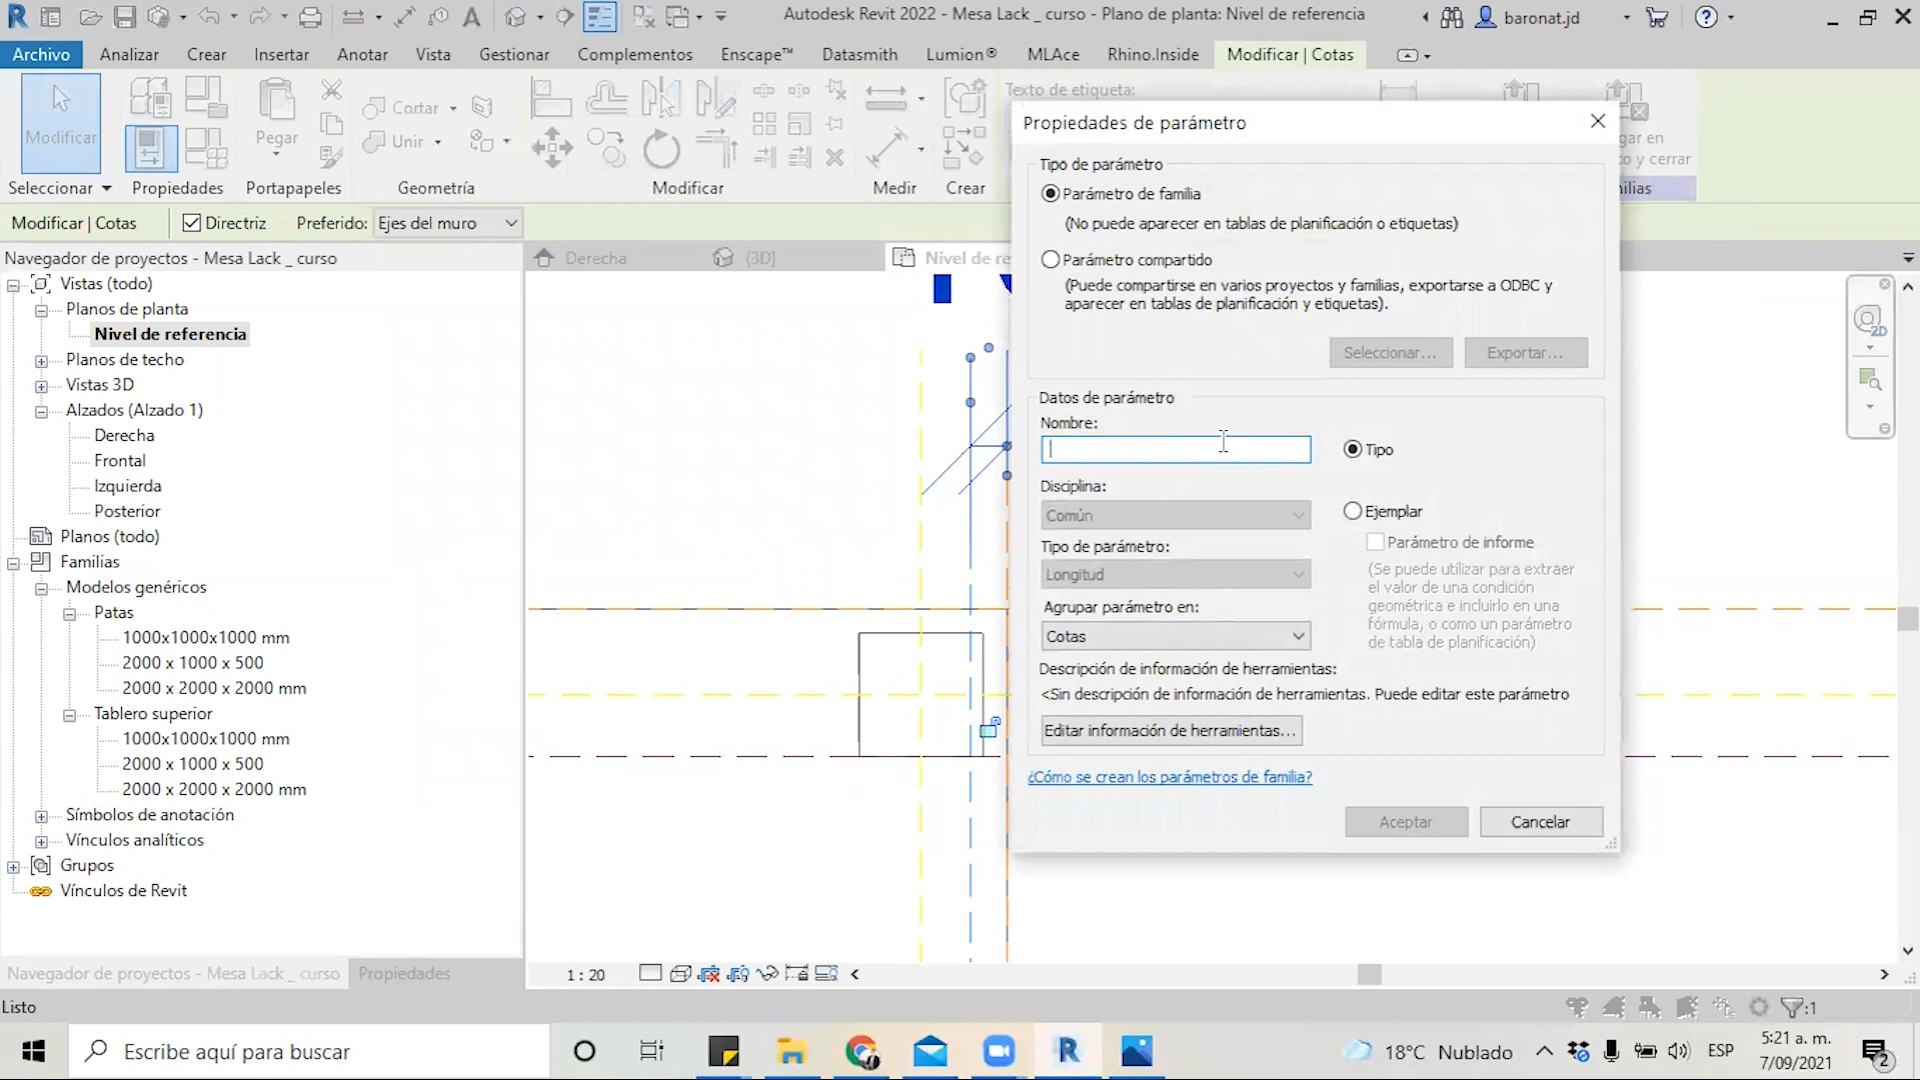 Autodesk Revit 2022 - Mesa Lack _ curso - Plano de planta: Nivel de referencia
baronat.jd
Archivo Analizar Crear Insertar Anotar Vista Gestionar Complementos Enscape™ Datasmith Lumion® MLAce Rhino.Inside Modificar | Cotas
Texto de etiqueta:
Modificar
Pegar
Cortar
Unir
Seleccionar Propiedades Portapapeles Geometría Modificar Medir Crear
gar en
o y cerrar
ilias
Modificar | Cotas Directriz Preferido: Ejes del muro
Navegador de proyectos - Mesa Lack _ curso
Derecha {3D} Nivel de re
Vistas (todo)
Planos de planta
Nivel de referencia
Planos de techo
Vistas 3D
Alzados (Alzado 1)
Derecha
Frontal
Izquierda
Posterior
Planos (todo)
Familias
Modelos genéricos
Patas
1000x1000x1000 mm
2000 x 1000 x 500
2000 x 2000 x 2000 mm
Tablero superior
1000x1000x1000 mm
2000 x 1000 x 500
2000 x 2000 x 2000 mm
Símbolos de anotación
Vínculos analíticos
Grupos
Vínculos de Revit
Navegador de proyectos - Mesa Lack _ curso Propiedades
Propiedades de parámetro
Tipo de parámetro
Parámetro de familia
(No puede aparecer en tablas de planificación o etiquetas)
Parámetro compartido
(Puede compartirse en varios proyectos y familias, exportarse a ODBC y
aparecer en tablas de planificación y etiquetas).
Seleccionar... Exportar...
Datos de parámetro
Nombre:
Tipo
Disciplina:
Común
Ejemplar
Parámetro de informe
(Se puede utilizar para extraer
el valor de una condición
geométrica e incluirlo en una
fórmula, o como un parámetro
de tabla de planificación)
Tipo de parámetro:
Longitud
Agrupar parámetro en:
Cotas
Descripción de información de herramientas:
<Sin descripción de información de herramientas. Puede editar este parámetro
Editar información de herramientas...
¿Cómo se crean los parámetros de familia?
Aceptar Cancelar
2D
1 : 20
Listo
:1
Escribe aquí para buscar
18°C Nublado
ESP
5:21 a. m.
7/09/2021
2